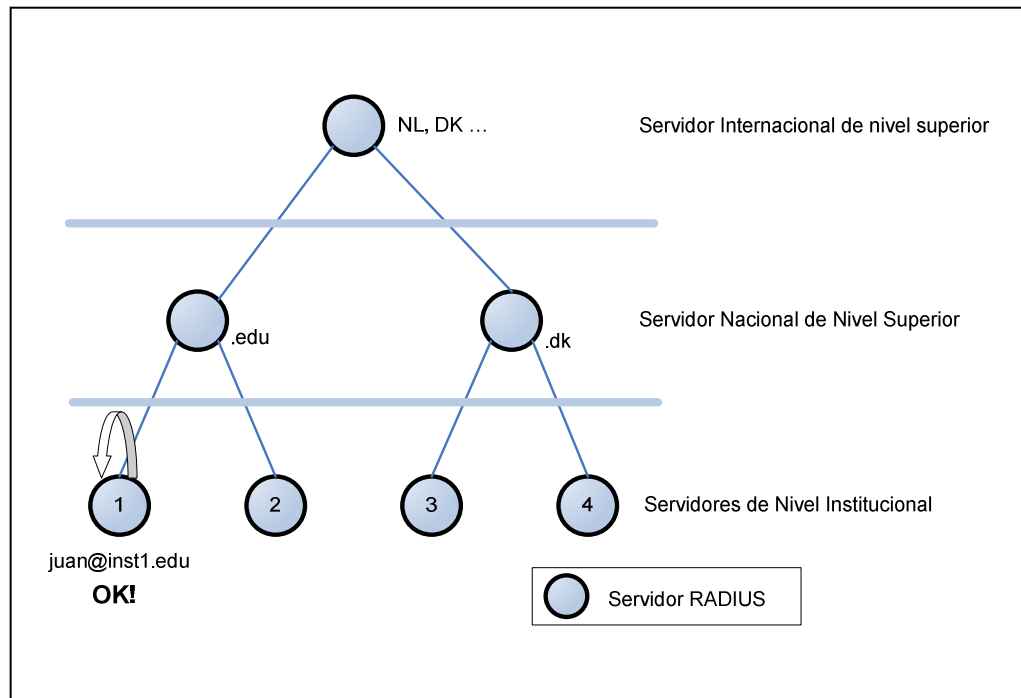 NL, DK ...
Servidor Internacional de nivel superior
.edu
.dk
Servidor Nacional de Nivel Superior
1
2
3
4
Servidores de Nivel Institucional
juan@inst1.edu
OK!
Servidor RADIUS